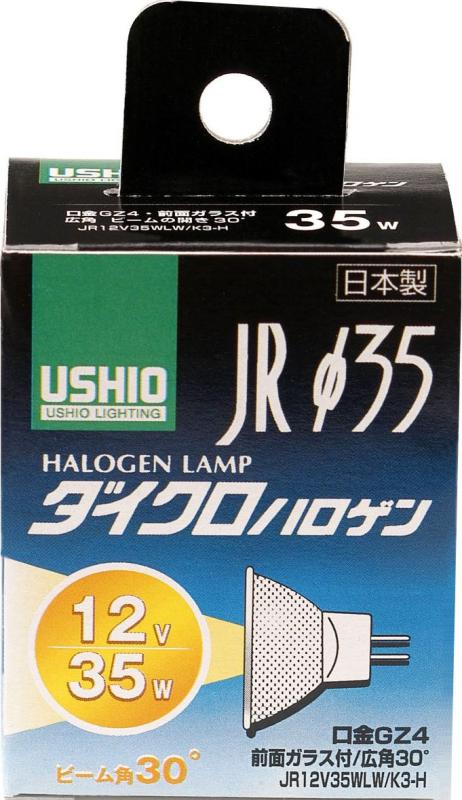 USHIO
USHIO LIGHTING
口金GZ4・前面ガラス付
広角 ビームの開き30°
JR12V35WLW/K3-H
35W
日本製
JRφ35
USHIO
USHIO LIGHTING
HALOGEN LAMP
ダイクロハロゲン
12V
35W
ビーム角30°
口金GZ4
前面ガラス付/広角30°
JR12V35WLW/K3-H